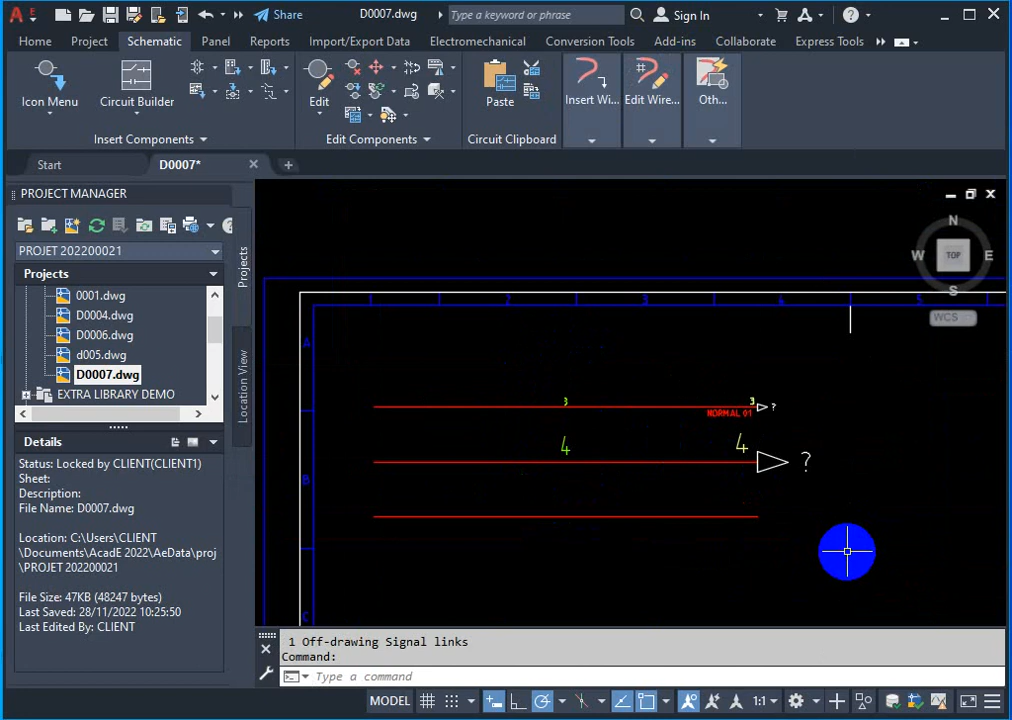 Share
D0007.dwg
Type a keyword or phrase
Sign In
Home Project Schematic Panel Reports Import/Export Data Electromechanical Conversion Tools Add-ins Collaborate Express Tools
Icon Menu
Circuit Builder
Edit
Paste
Insert Wi...
Edit Wire...
Oth...
Insert Components
Edit Components
Circuit Clipboard
Start
D0007*
PROJECT MANAGER
PROJET 202200021
Projects
0001.dwg
D0004.dwg
D0006.dwg
d005.dwg
D0007.dwg
EXTRA LIBRARY DEMO
Projects
Location View
Details
Status: Locked by CLIENT(CLIENT1)
Sheet:
Description:
File Name: D0007.dwg
Location: C:\Users\CLIENT
\Documents\AcadE 2022\AeData\proj
\PROJET 202200021
File Size: 47KB (48247 bytes)
Last Saved: 28/11/2022 10:25:50
Last Edited By: CLIENT
N
W TOP E
S
WCS
1 2 3 4 5
A
B
C
3 3 ?
NORMAL 01
4 4 ?
1 Off-drawing Signal links
Command:
Type a command
MODEL
1:1